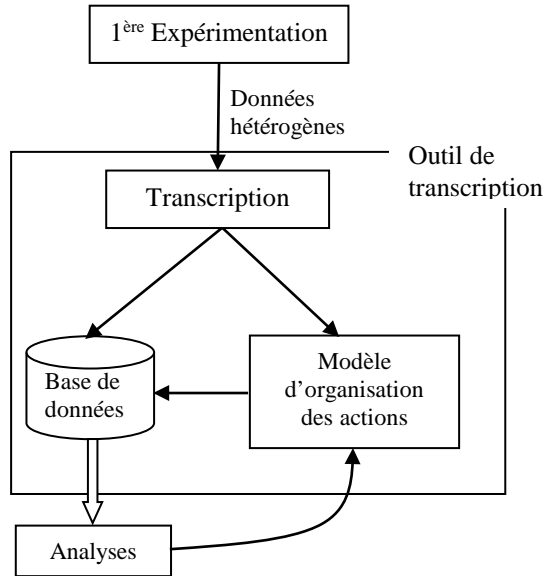 1ère Expérimentation
Données
hétérogènes
Outil de
transcription
Transcription
Base de
données
Modèle
d'organisation
des actions
Analyses